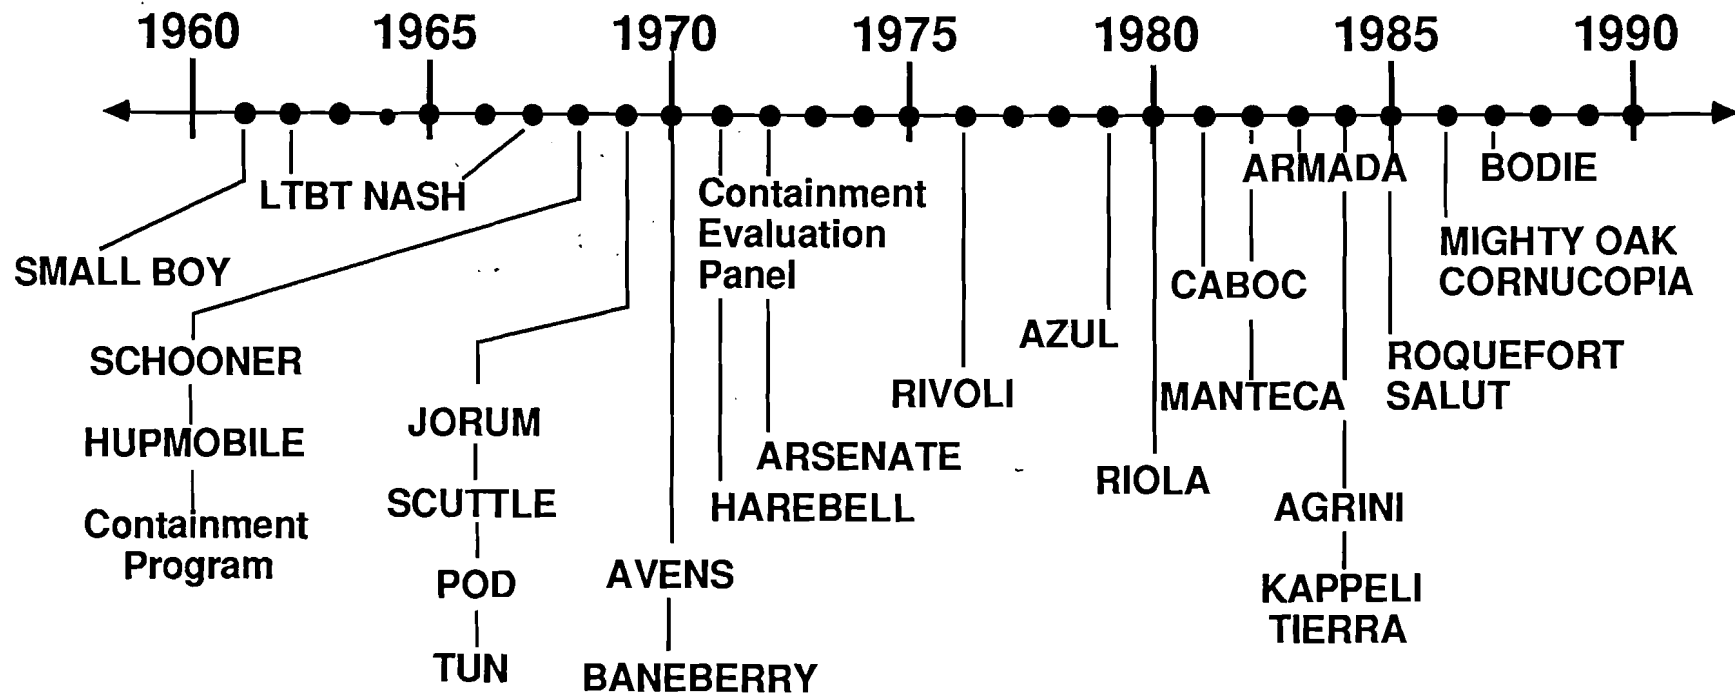 1960 1965 1970 1975 1980 1985 1990
LTBT NASH
SMALL BOY
SCHOONER
HUPMOBILE
Containment
Program
JORUM
SCUTTLE
POD
TUN
AVENS
BANEBERRY
Containment
Evaluation
Panel
ARSENATE
HAREBELL
RIVOLI
AZUL
RIOLA
CABOC
MANTECA
ARMADA
AGRINI
KAPPELI
TIERRA
ROQUEFORT
SALUT
MIGHTY OAK
CORNUCOPIA
BODIE